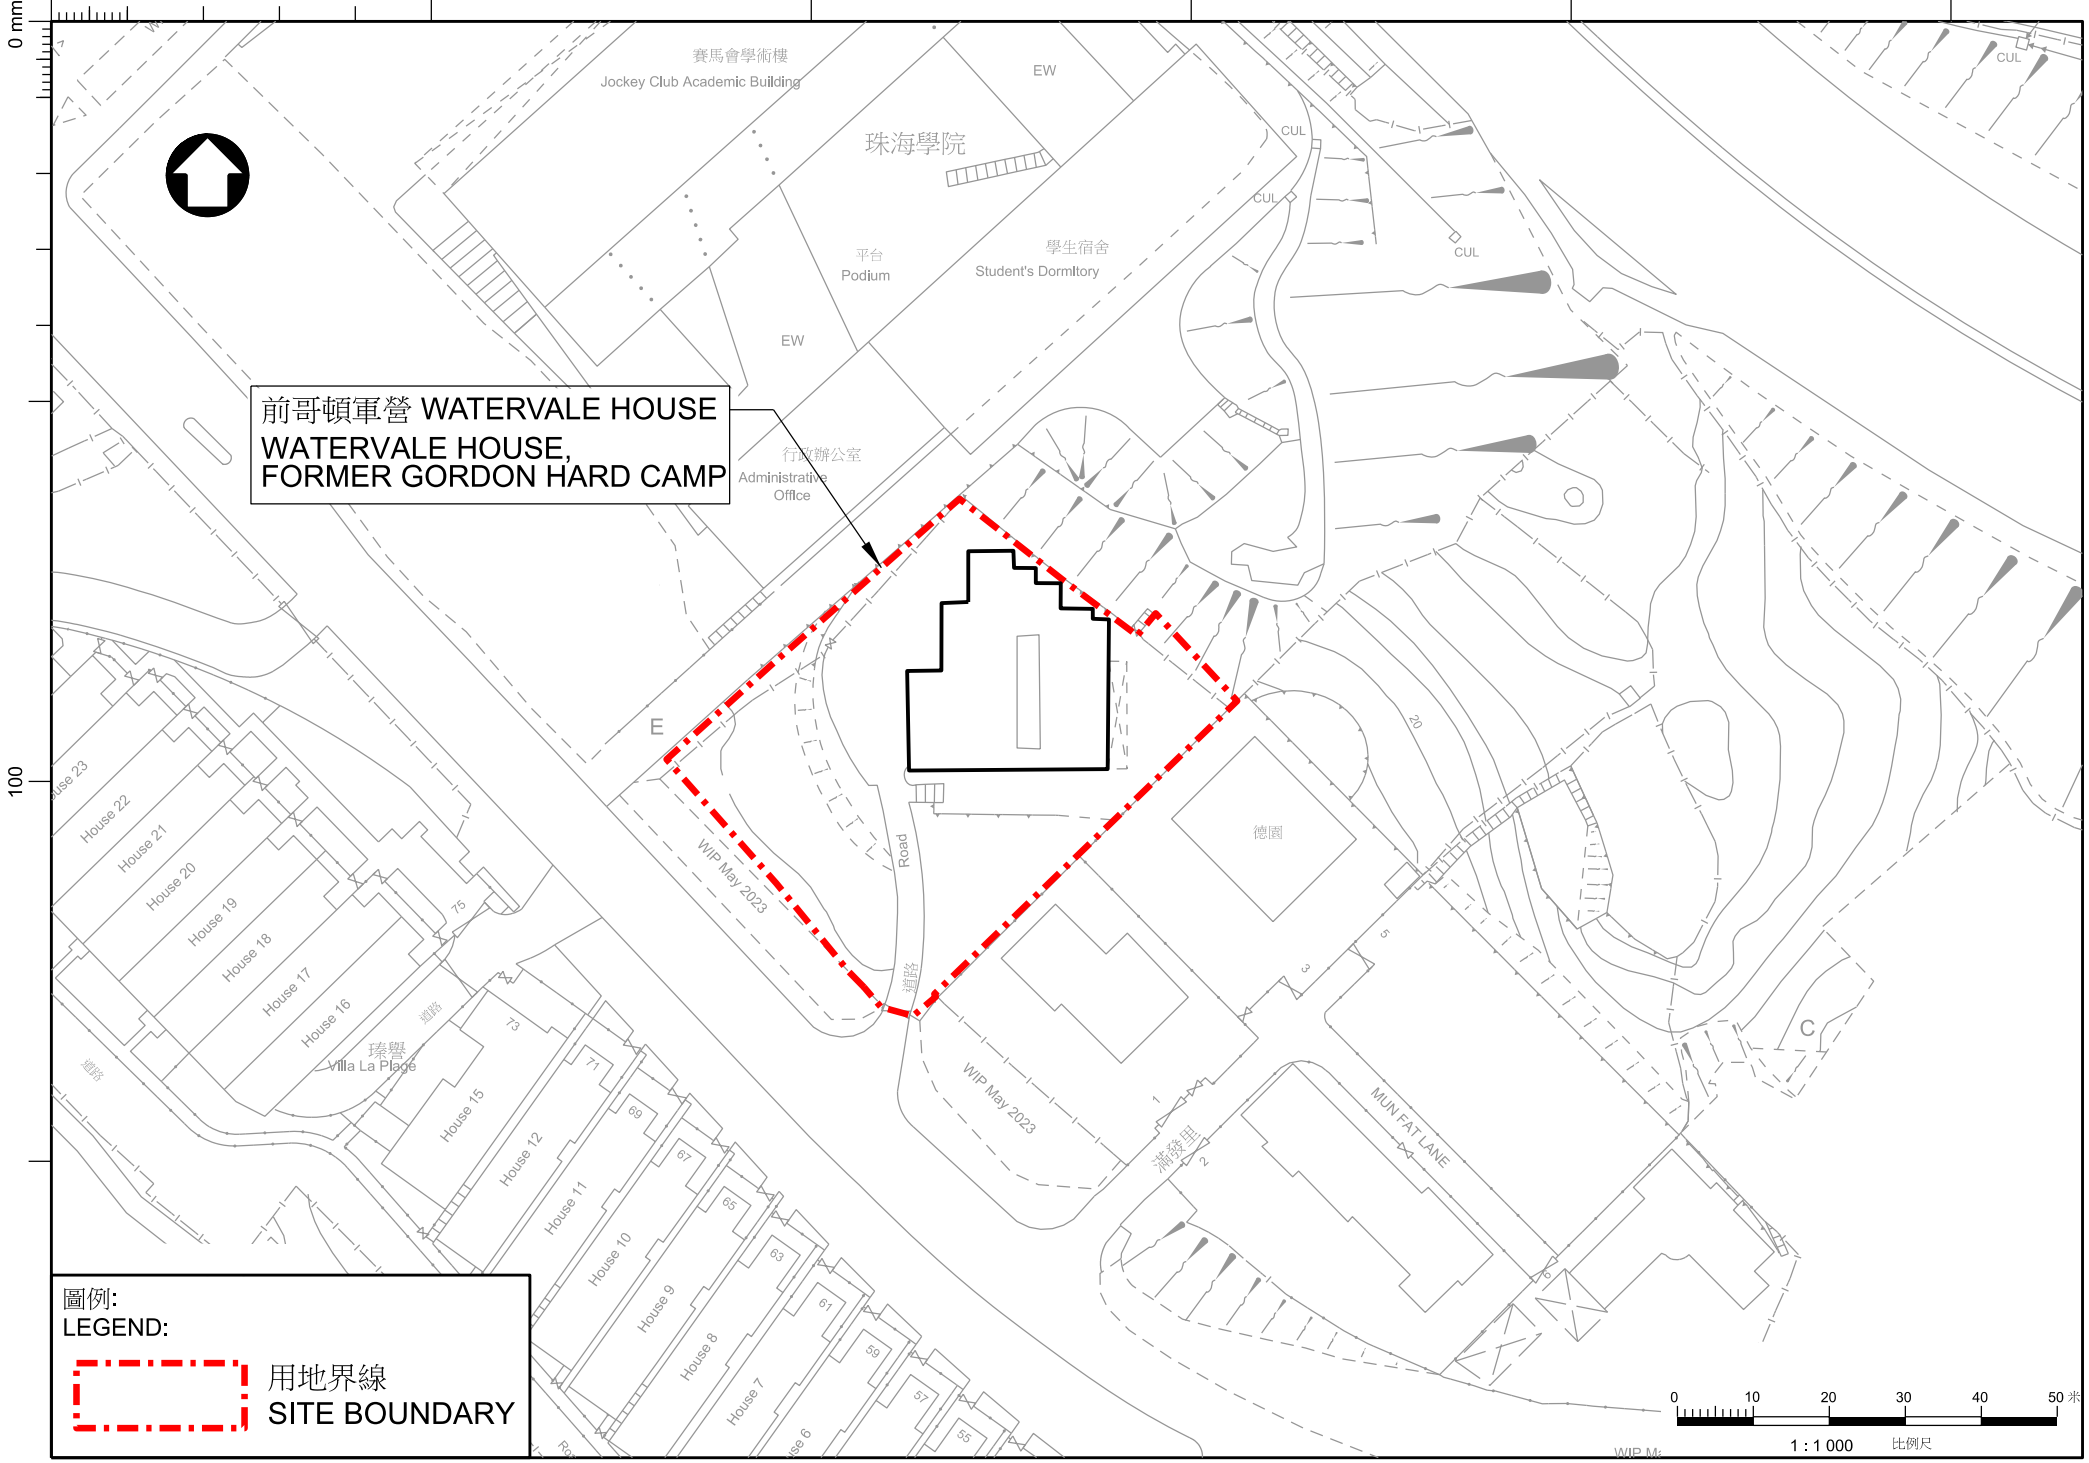 0 mm
100
賽馬會學術樓
Jockey Club Academic Building
EW
珠海學院
CUL
CUL
CUL
CUL
平台
Podium
學生宿舍
Student's Dormitory
EW
前哥頓軍營 WATERVALE HOUSE
WATERVALE HOUSE,
FORMER GORDON HARD CAMP
行政辦公室
Administrative
Office
E
20
德園
Road
道路
WIP May 2023
WIP May 2023
5
3
1
2
6
滿發里
MUN FAT LANE
C
House 22
House 21
House 20
House 19
House 18
House 17
House 16
75
道路
道路
瑧譽
Villa La Plage
House 15
73
House 12
71
House 11
69
House 10
67
House 9
65
House 8
63
House 7
61
59
57
55
圖例:
LEGEND:
用地界線
SITE BOUNDARY
0 10 20 30 40 50 米
1 : 1 000 比例尺